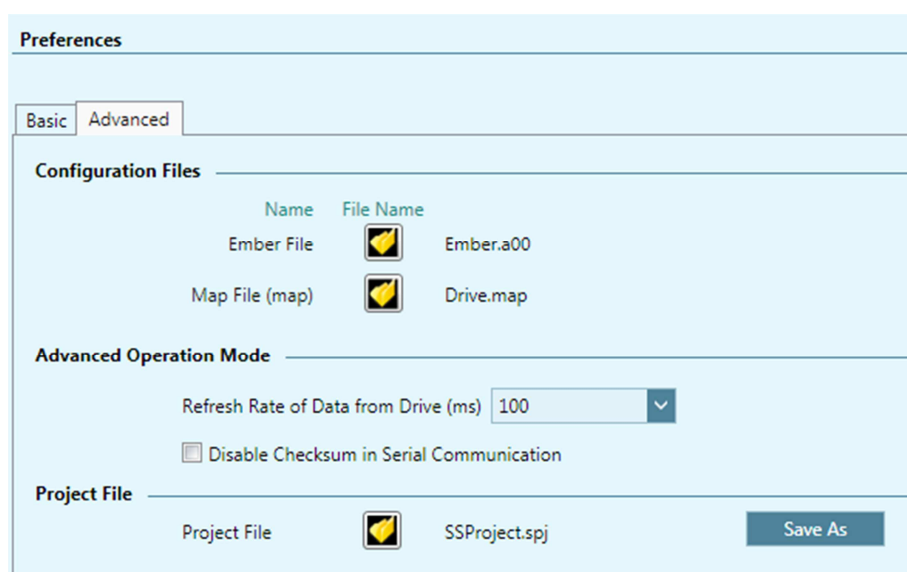 Preferences
Basic Advanced
Configuration Files
Name File Name
Ember File Ember.a00
Map File (map) Drive.map
Advanced Operation Mode
Refresh Rate of Data from Drive (ms) 100
Disable Checksum in Serial Communication
Project File
Project File SSProject.spj Save As